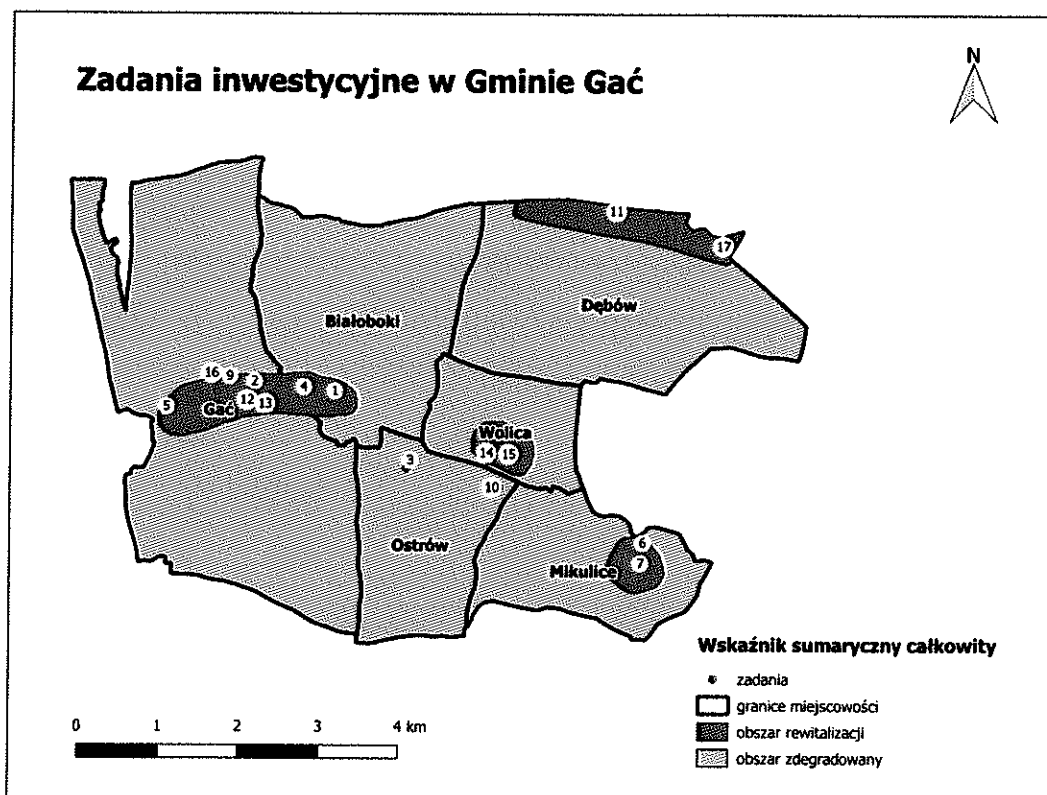 N
Zadania inwestycyjne w Gminie Gać
11
17
Dębów
Białoboki
16 9 2 4 1
5 Gać 12 13
Wolica
3 14 15
10
Ostrów
6
7
Mikulice
Wskaźnik sumaryczny całkowity
zadania
granice miejscowości
obszar rewitalizacji
obszar zdegradowany
0 1 2 3 4 km